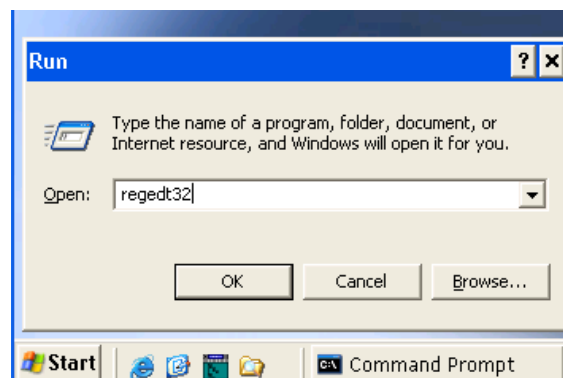 Run
Type the name of a program, folder, document, or
Internet resource, and Windows will open it for you.
Open: regedt32
OK Cancel Browse...
Start Command Prompt